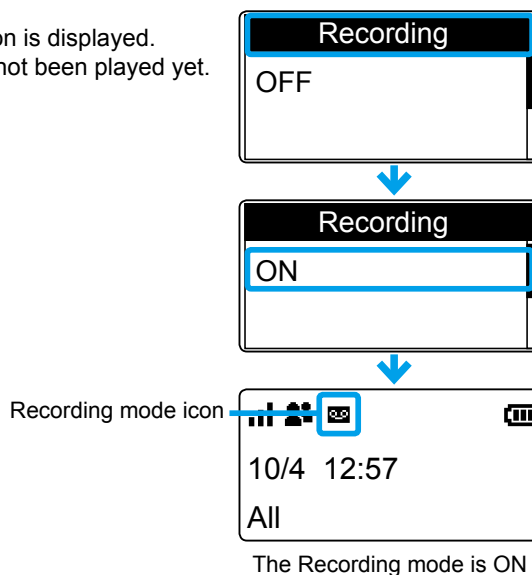 on is displayed.
not been played yet.
Recording
OFF
Recording
ON
Recording mode icon
10/4 12:57
All
The Recording mode is ON